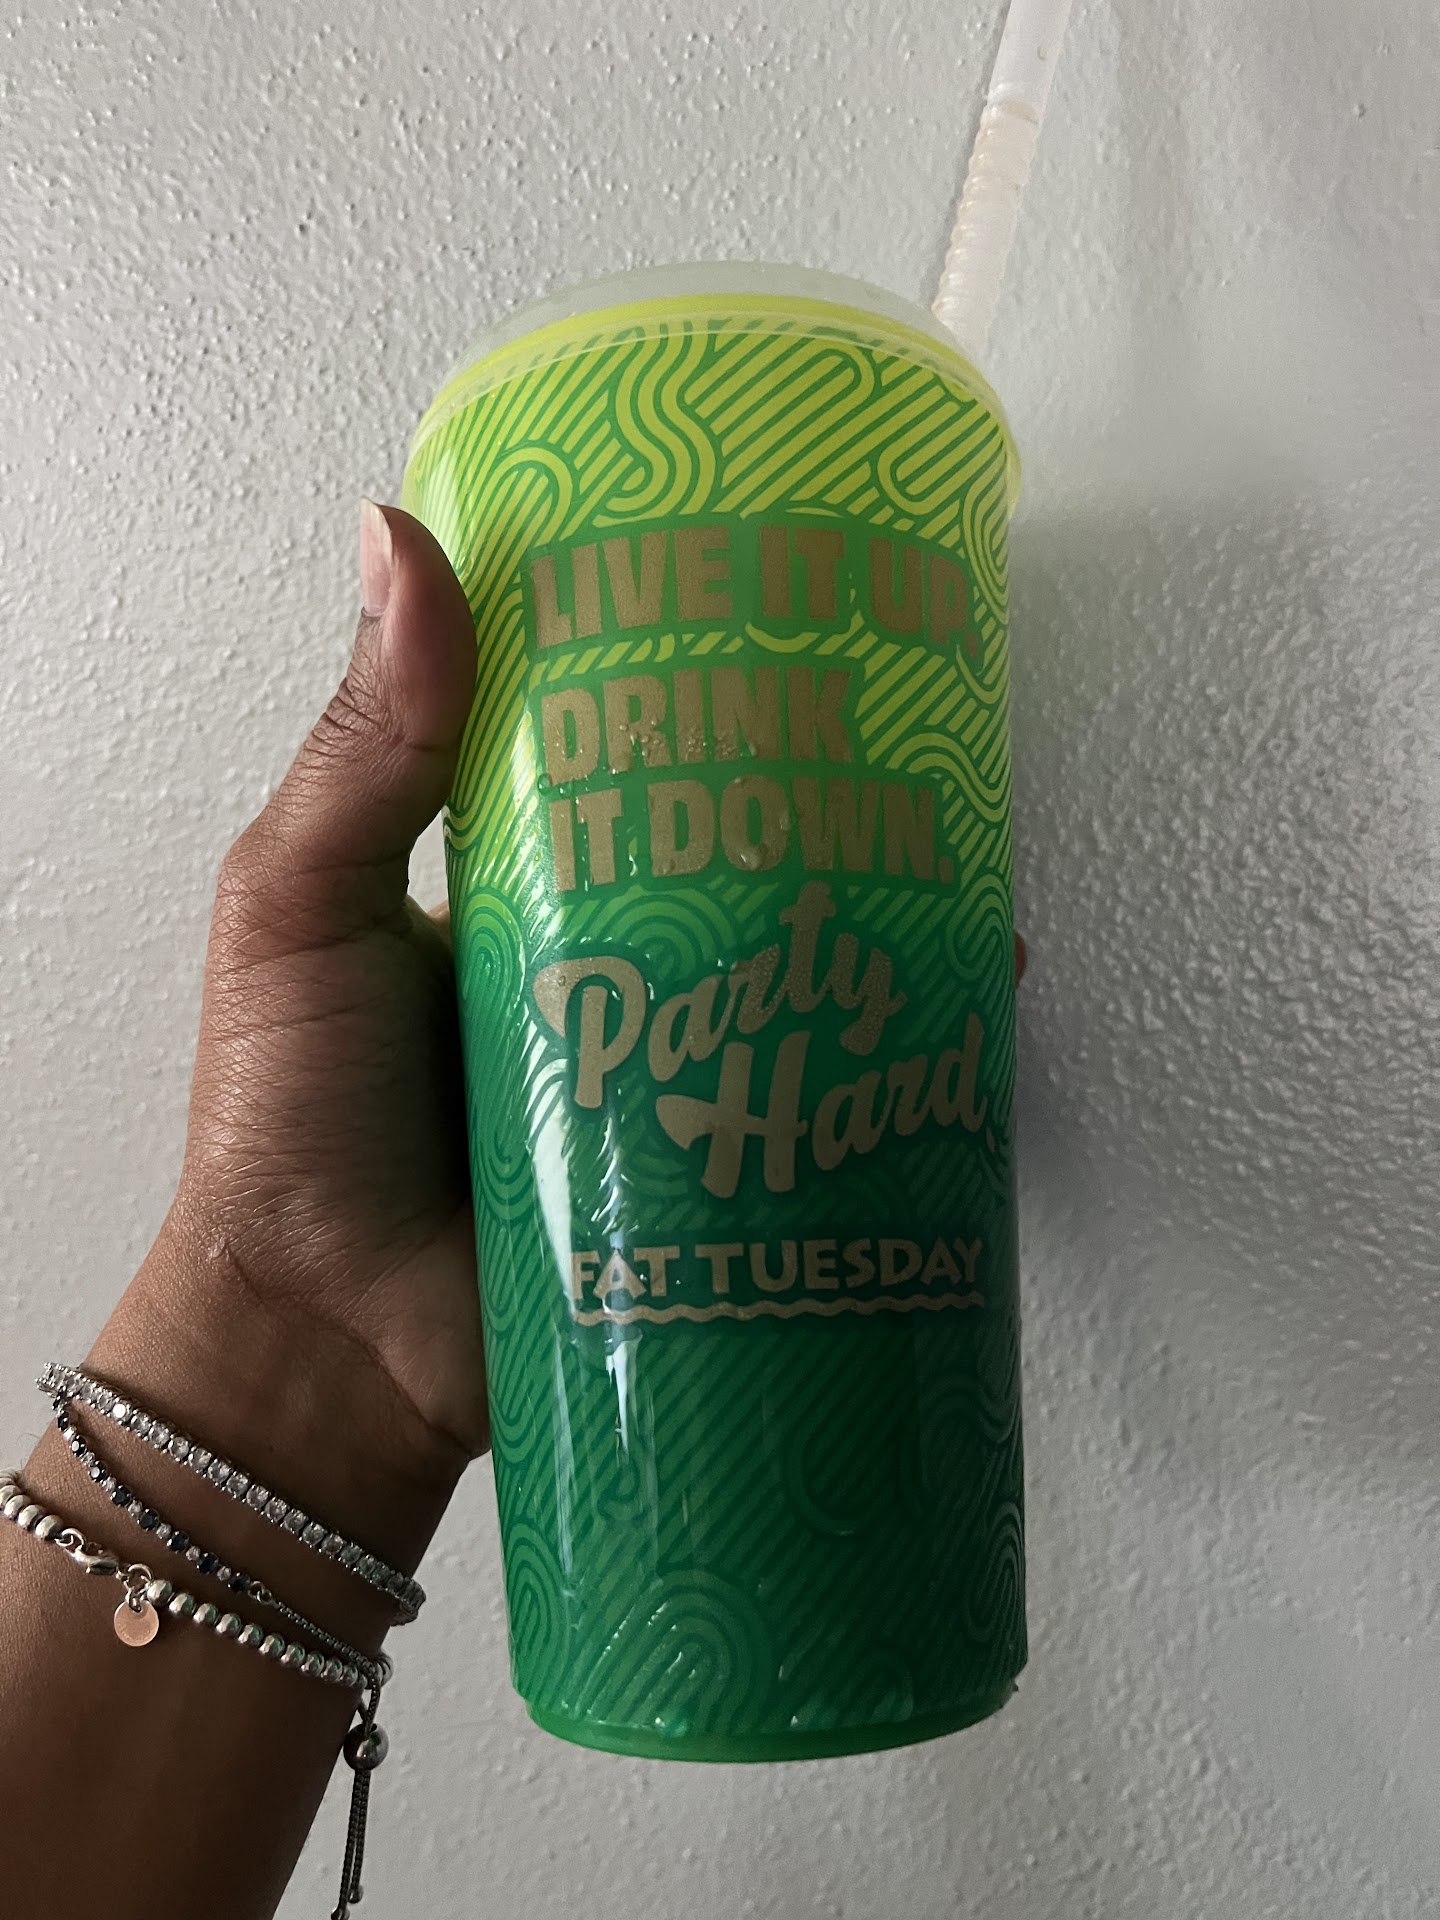 LIVE IT UP,
DRINK
IT DOWN.
Party
Hard.
FAT TUESDAY